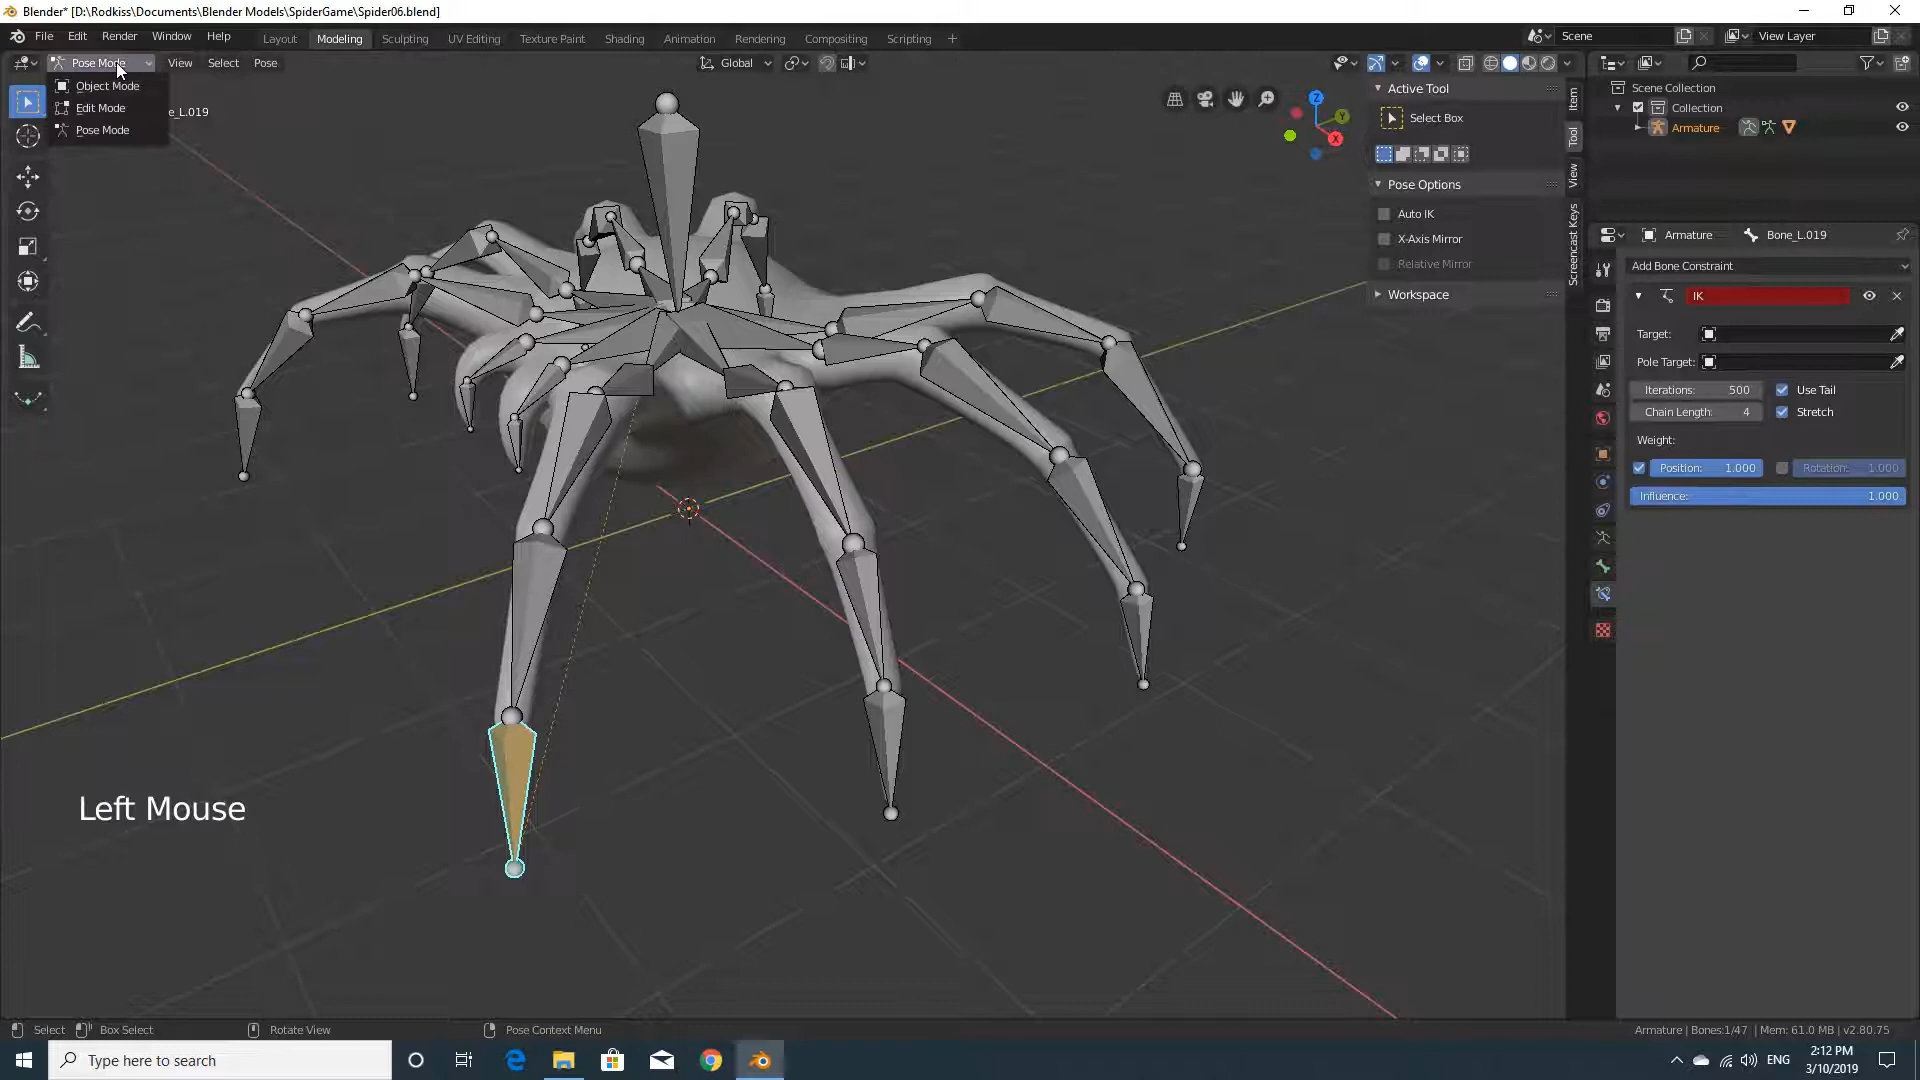 Blender* [D:\Rodkiss\Documents\Blender Models\SpiderGame\Spider06.blend]
File Edit Render Window Help
Layout Modeling Sculpting UV Editing Texture Paint Shading Animation Rendering Compositing Scripting +
Scene
View Layer
Pose Mode View Select Pose
Global
Object Mode
Edit Mode
Pose Mode
e_L.019
Z
Y
X
Active Tool
Select Box
Pose Options
Auto IK
X-Axis Mirror
Relative Mirror
Workspace
Item
Tool
View
Screencast Keys
Scene Collection
Collection
Armature
Armature Bone_L.019
Add Bone Constraint
IK
Target:
Pole Target:
Iterations: 500 Use Tail
Chain Length: 4 Stretch
Weight:
Position: 1.000 Rotation: 1.000
Influence: 1.000
Left Mouse
Select Box Select Rotate View Pose Context Menu
Armature | Bones:1/47 | Mem: 61.0 MB | v2.80.75
Type here to search
ENG
2:12 PM
3/10/2019